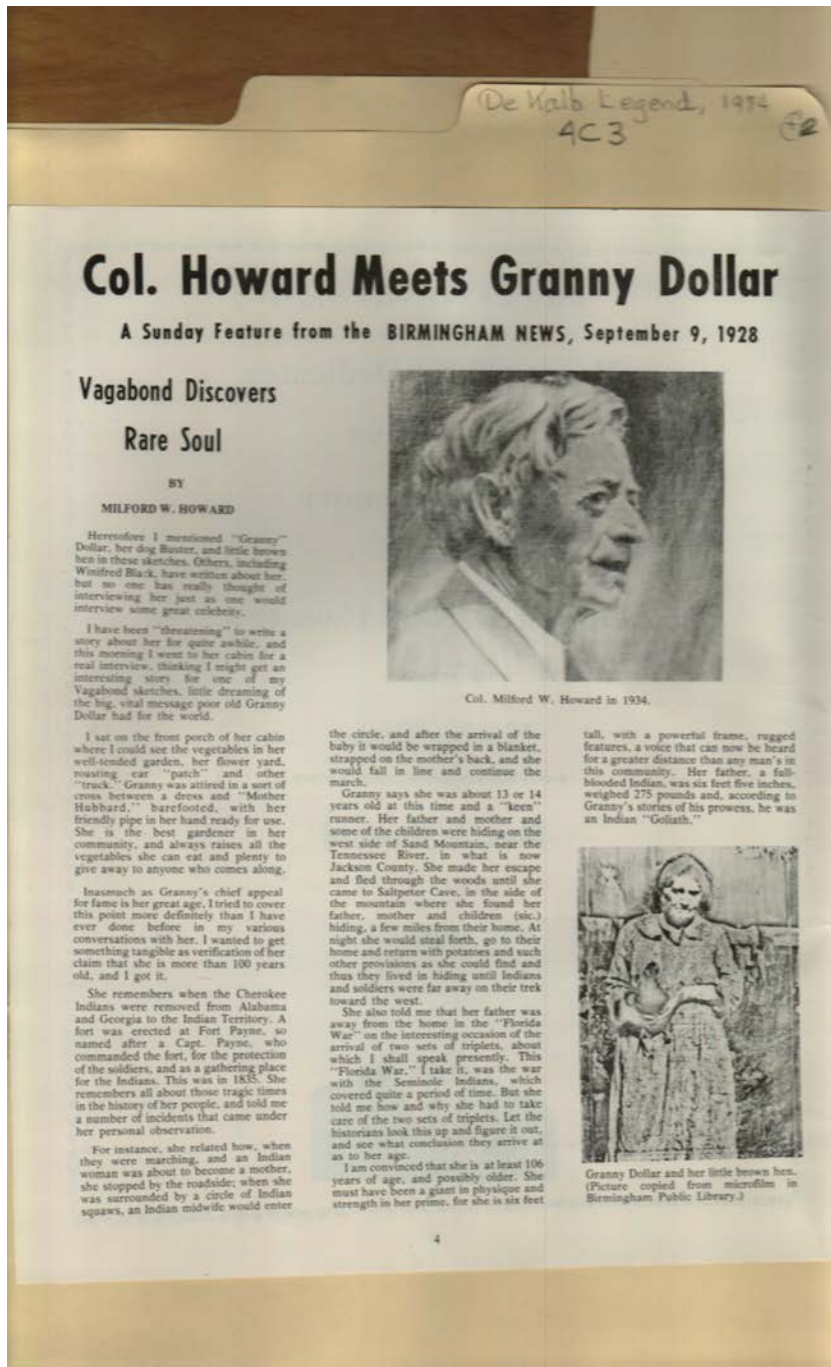 De Kalb Legend, 1974
4C3
Col. Howard Meets Granny Dollar
A Sunday Feature from the BIRMINGHAM NEWS, September 9, 1928
Vagabond Discovers
Rare Soul
BY
MILFORD W. HOWARD
Heretofore I mentioned "Granny"
Dollar, her dog Buster, and little brown
hen in these sketches. Others, including
Winifred Black, have written about her,
but no one has really thought of
interviewing her just as one would
interview some great celebrity.
I have been "threatening" to write a
story about her for quite awhile, and
this morning I went to her cabin for a
real interview, thinking I might get an
interesting story for one of my
Vagabond sketches, little dreaming of
the big, vital message poor old Granny
Dollar had for the world.
I sat on the front porch of her cabin
where I could see the vegetables in her
well-tended garden, her flower yard,
roasting ear "patch" and other
"truck." Granny was attired in a sort of
cross between a dress and "Mother
Hubbard," barefooted, with her
friendly pipe in her hand ready for use.
She is the best gardener in her
community, and always raises all the
vegetables she can eat and plenty to
give away to anyone who comes along.
Inasmuch as Granny's chief appeal
for fame is her great age, I tried to cover
this point more definitely than I have
ever done before in my various
conversations with her. I wanted to get
something tangible as verification of her
claim that she is more than 100 years
old, and I got it.
She remembers when the Cherokee
Indians were removed from Alabama
and Georgia to the Indian Territory. A
fort was erected at Fort Payne, so
named after a Capt. Payne, who
commanded the fort, for the protection
of the soldiers, and as a gathering place
for the Indians. This was in 1835. She
remembers all about those tragic times
in the history of her people, and told me
a number of incidents that came under
her personal observation.
For instance, she related how, when
they were marching, and an Indian
woman was about to become a mother,
she stopped by the roadside; when she
was surrounded by a circle of Indian
squaws, an Indian midwife would enter
Col. Milford W. Howard in 1934.
the circle, and after the arrival of the
baby it would be wrapped in a blanket,
strapped on the mother's back, and she
would fall in line and continue the
march.
Granny says she was about 13 or 14
years old at this time and a "keen"
runner. Her father and mother and
some of the children were hiding on the
west side of Sand Mountain, near the
Tennessee River, in what is now
Jackson County. She made her escape
and fled through the woods until she
came to Saltpeter Cave, in the side of
the mountain where she found her
father, mother and children (sic.)
hiding, a few miles from their home. At
night she would steal forth, go to their
home and return with potatoes and such
other provisions as she could find and
thus they lived in hiding until Indians
and soldiers were far away on their trek
toward the west.
She also told me that her father was
away from the home in the "Florida
War" on the interesting occasion of the
arrival of two sets of triplets, about
which I shall speak presently. This
"Florida War," I take it, was the war
with the Seminole Indians, which
covered quite a period of time. But she
told me how and why she had to take
care of the two sets of triplets. Let the
historians look this up and figure it out,
and see what conclusion they arrive at
as to her age.
I am convinced that she is at least 106
years of age, and possibly older. She
must have been a giant in physique and
strength in her prime, for she is six feet
tall, with a powerful frame, rugged
features, a voice that can now be heard
for a greater distance than any man's in
this community. Her father, a full-
blooded Indian, was six feet five inches,
weighed 275 pounds and, according to
Granny's stories of his prowess, he was
an Indian "Goliath."
Granny Dollar and her little brown hen.
(Picture copied from microfilm in
Birmingham Public Library.)
4